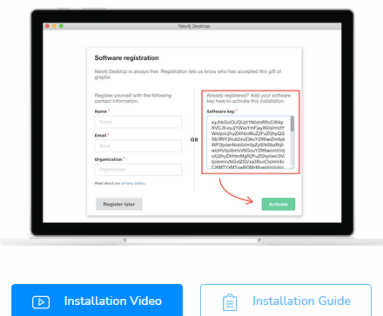 Neo4j Desktop
Software registration
Neo4j Desktop is always free. Registration lets us know who has accepted this gift of
graphs.
Register yourself with the following
contact information.
Name *
Name
Email *
Email
Organization *
Organization
Read about our privacy policy.
Register later
OR
Already registered? Add your software
key here to activate this installation.
Software key *
Activate
Installation Video
Installation Guide